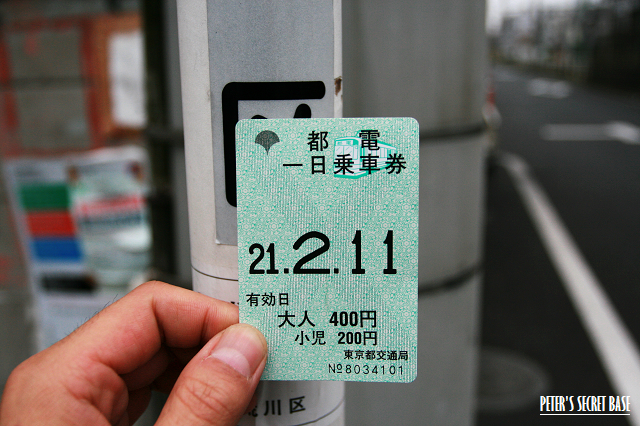 都電
一日乗車券
21.2.11
有効日
大人 400円
小児 200円
東京都交通局
№8034101
川区
PETER'S SECRET BASE